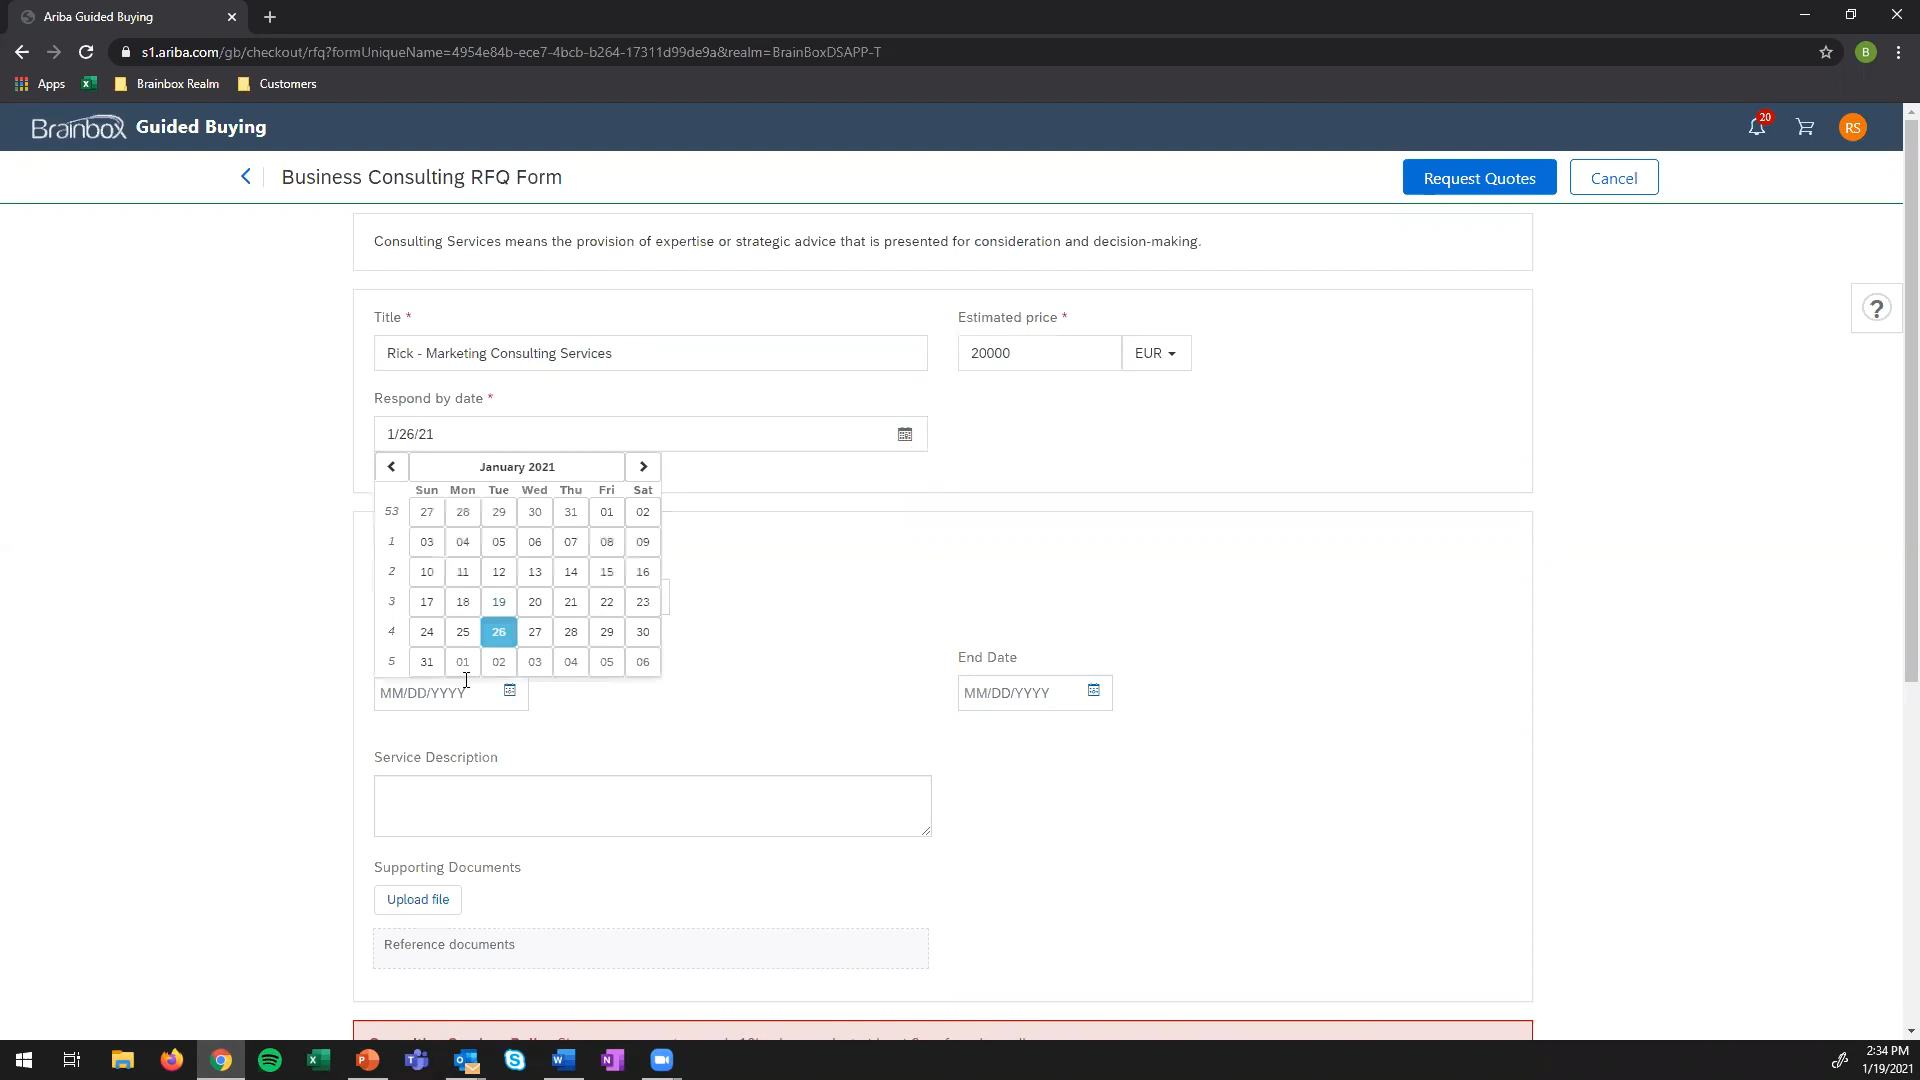 Ariba Guided Buying
s1.ariba.com/gb/checkout/rfq?formUniqueName=4954e84b-ece7-4bcb-b264-17311d99de9a&realm=BrainBoxDSAPP-T
B
Apps Brainbox Realm Customers
Brainbox Guided Buying
20
RS
Business Consulting RFQ Form
Request Quotes
Cancel
Consulting Services means the provision of expertise or strategic advice that is presented for consideration and decision-making.
?
Title *
Estimated price *
Rick - Marketing Consulting Services
20000 EUR
Respond by date *
1/26/21
January 2021
Sun Mon Tue Wed Thu Fri Sat
53 27 28 29 30 31 01 02
1 03 04 05 06 07 08 09
2 10 11 12 13 14 15 16
3 17 18 19 20 21 22 23
4 24 25 26 27 28 29 30
5 31 01 02 03 04 05 06
End Date
MM/DD/YYYY
MM/DD/YYYY
Service Description
Supporting Documents
Upload file
Reference documents
2:34 PM
1/19/2021